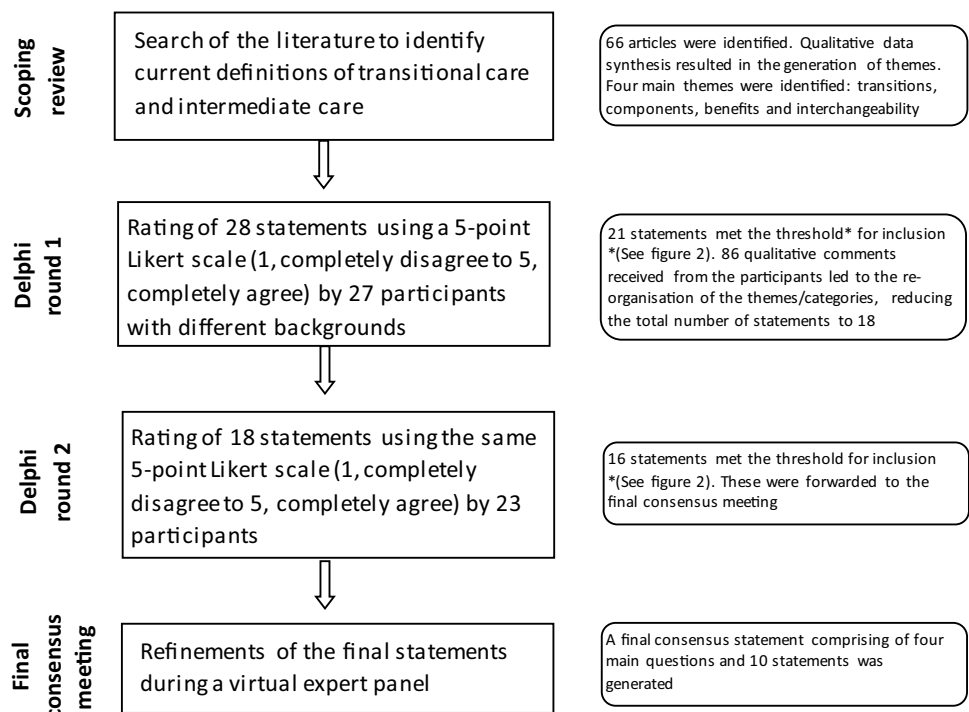 Scoping
review
Search of the literature to identify
current definitions of transitional care
and intermediate care
66 articles were identified. Qualitative data
synthesis resulted in the generation of themes.
Four main themes were identified: transitions,
components, benefits and interchangeability
Delphi
round 1
Rating of 28 statements using a 5-point
Likert scale (1, completely disagree to 5,
completely agree) by 27 participants
with different backgrounds
21 statements met the threshold* for inclusion
*(See figure 2). 86 qualitative comments
received from the participants led to the re-
organisation of the themes/categories, reducing
the total number of statements to 18
Delphi
round 2
Rating of 18 statements using the same
5-point Likert scale (1, completely
disagree to 5, completely agree) by 23
participants
16 statements met the threshold for inclusion
*(See figure 2). These were forwarded to the
final consensus meeting
Final
consensus
meeting
Refinements of the final statements
during a virtual expert panel
A final consensus statement comprising of four
main questions and 10 statements was
generated